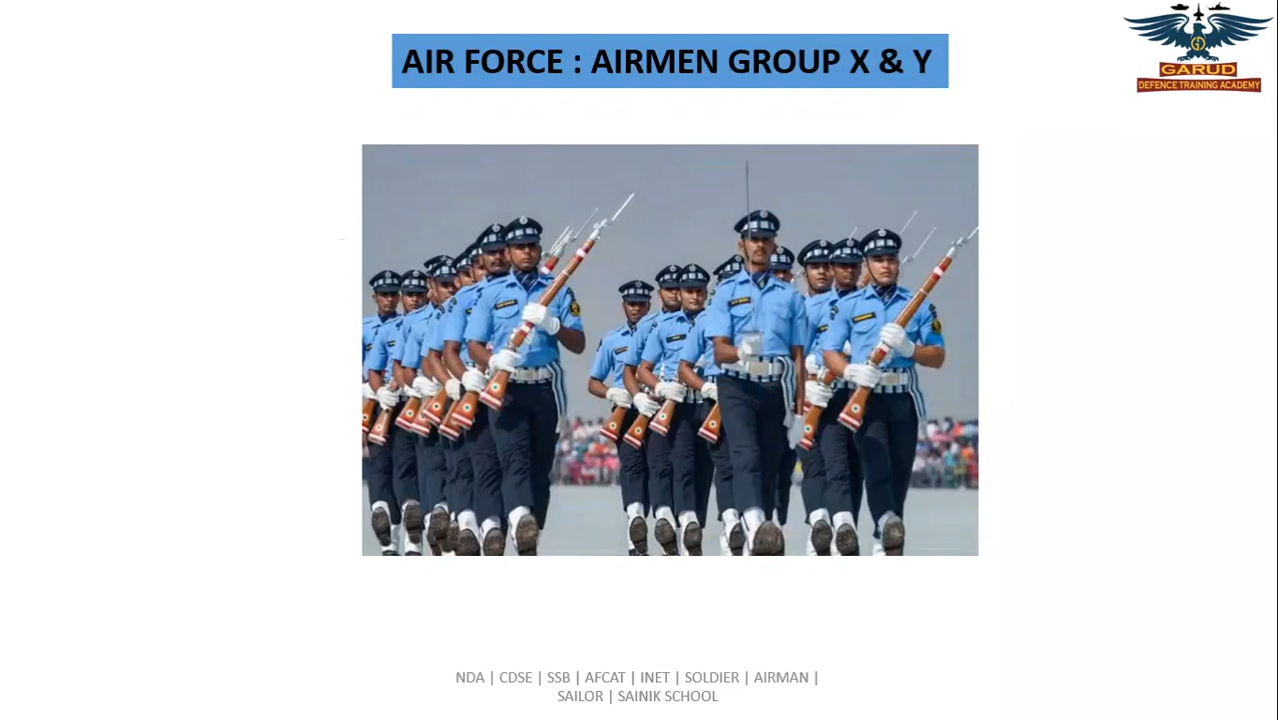 AIR FORCE : AIRMEN GROUP X & Y
GARUD
DEFENCE TRAINING ACADEMY
NDA | CDSE | SSB | AFCAT | INET | SOLDIER | AIRMAN |
SAILOR | SAINIK SCHOOL